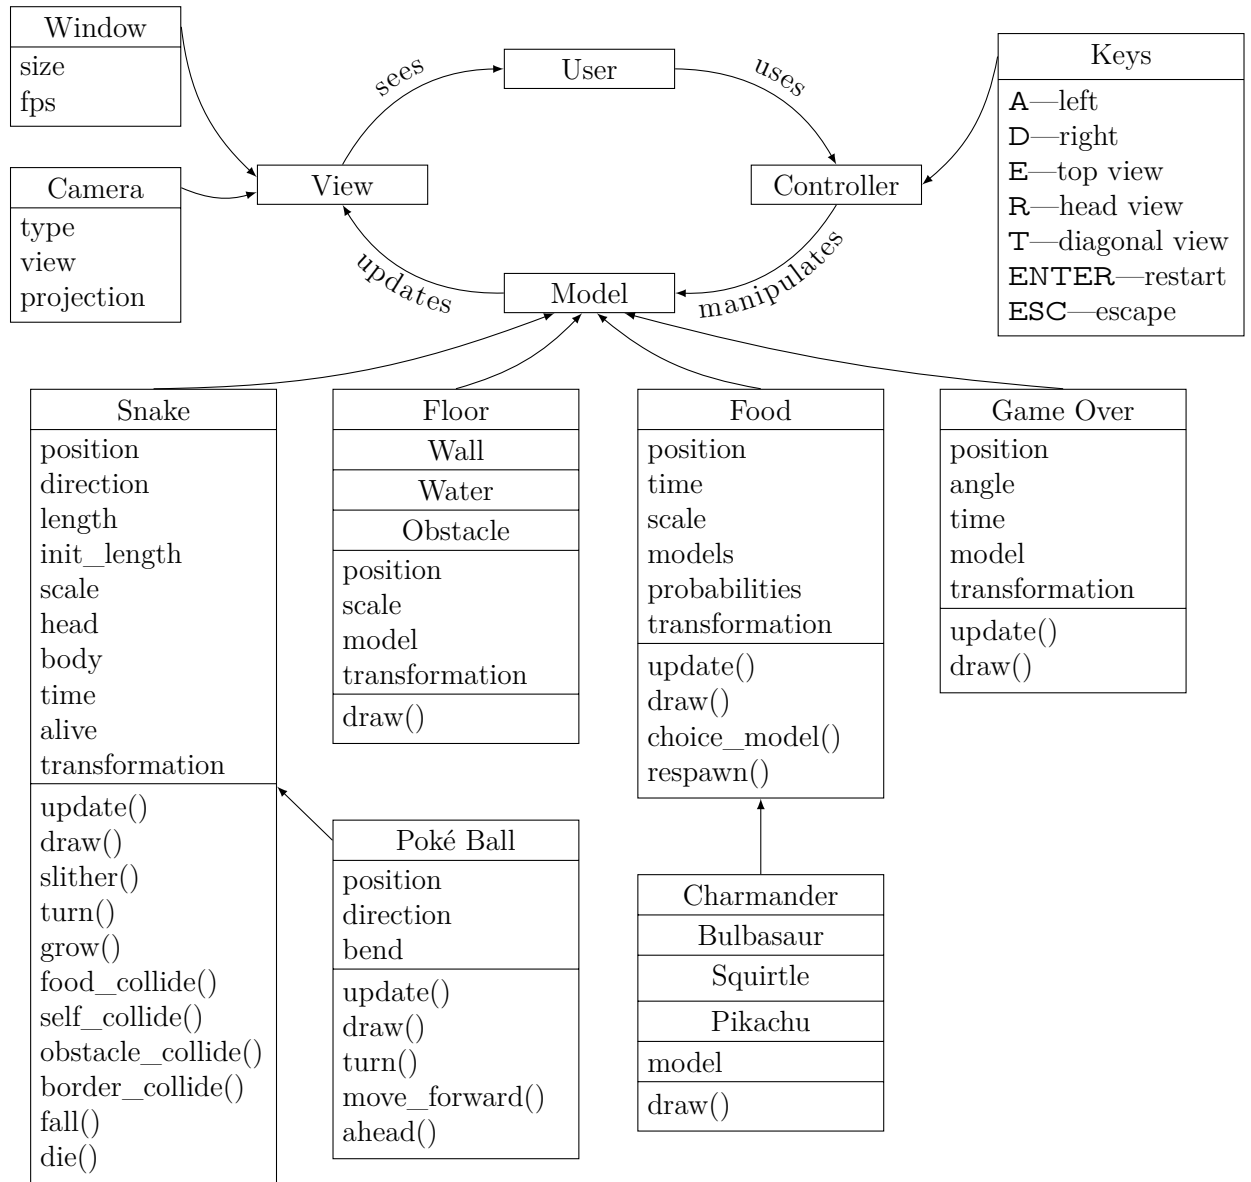 Window
size
fps
Camera
type
view
projection
sees
User
uses
View
Controller
updates
Model
manipulates
Keys
A—left
D—right
E—top view
R—head view
T—diagonal view
ENTER—restart
ESC—escape
Snake
position
direction
length
init_length
scale
head
body
time
alive
transformation
update()
draw()
slither()
turn()
grow()
food_collide()
self_collide()
obstacle_collide()
border_collide()
fall()
die()
Floor
Wall
Water
Obstacle
position
scale
model
transformation
draw()
Poké Ball
position
direction
bend
update()
draw()
turn()
move_forward()
ahead()
Food
position
time
scale
models
probabilities
transformation
update()
draw()
choice_model()
respawn()
Charmander
Bulbasaur
Squirtle
Pikachu
model
draw()
Game Over
position
angle
time
model
transformation
update()
draw()